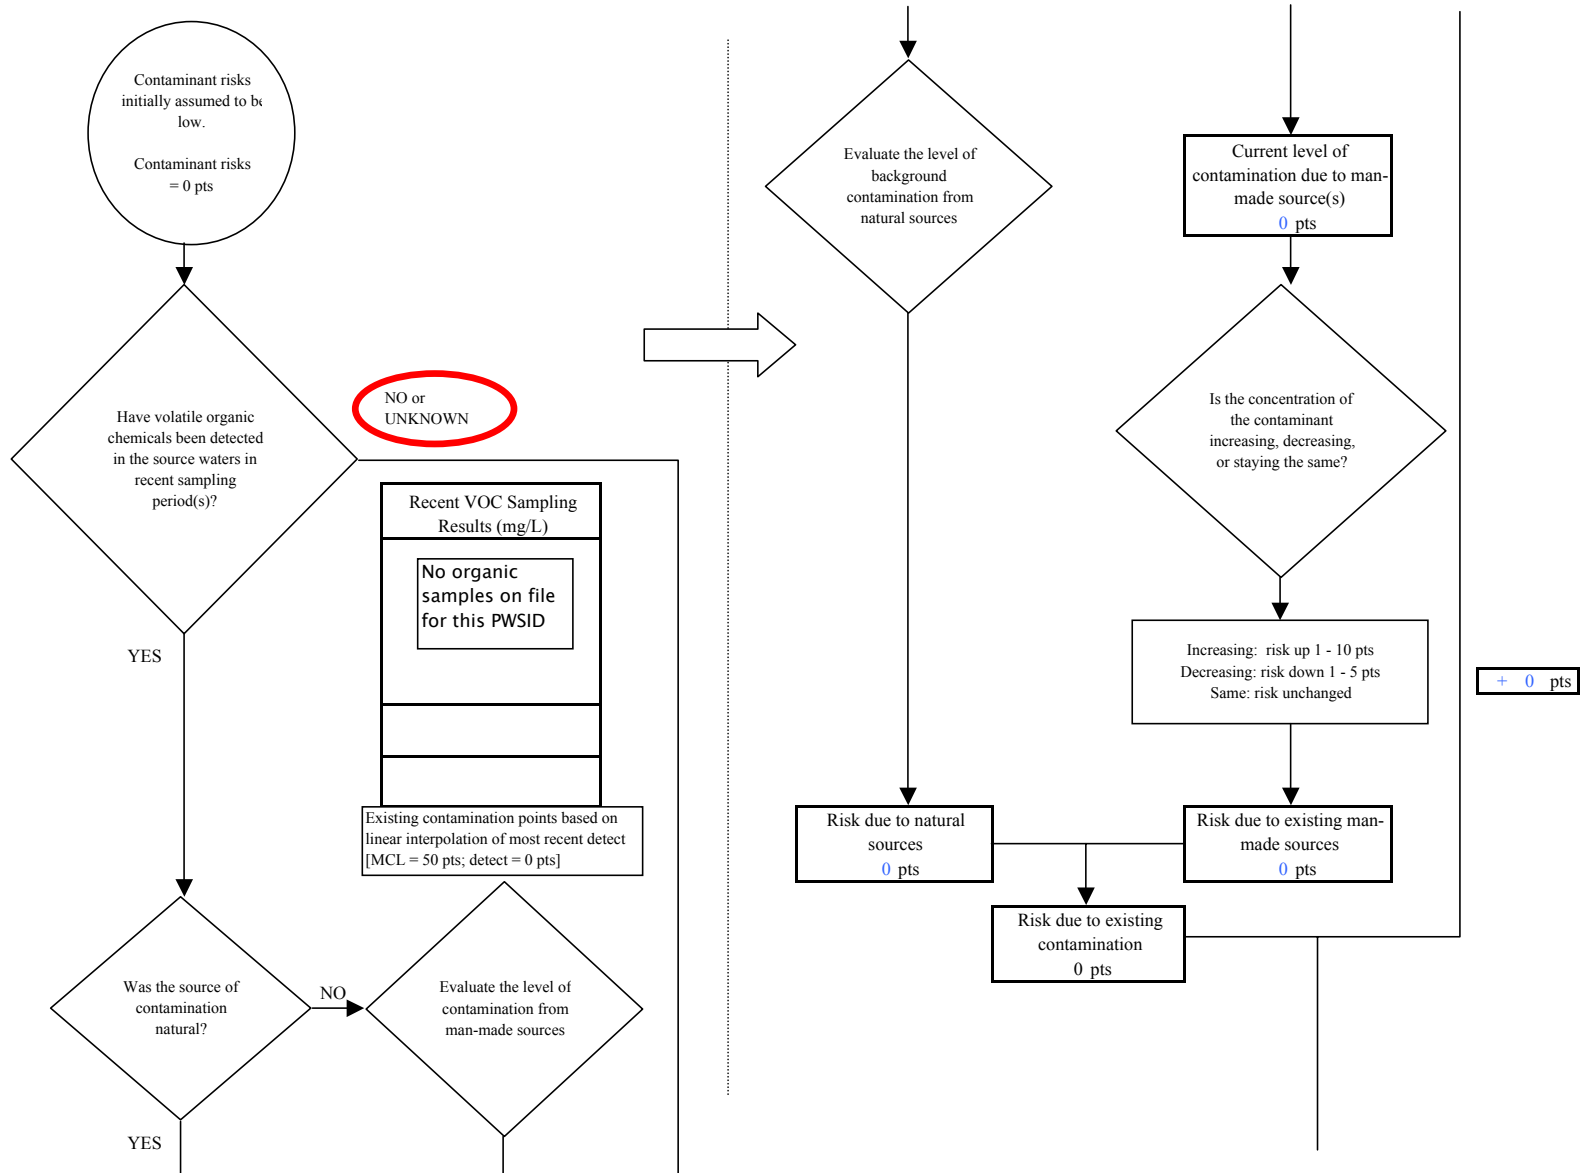 Contaminant risks
initially assumed to be
low.
Contaminant risks
= 0 pts
Have volatile organic
chemicals been detected
in the source waters in
recent sampling
period(s)?
NO or
UNKNOWN
YES
Recent VOC Sampling
Results (mg/L)
No organic
samples on file
for this PWSID
Existing contamination points based on
linear interpolation of most recent detect
[MCL = 50 pts; detect = 0 pts]
Was the source of
contamination
natural?
NO
Evaluate the level of
contamination from
man-made sources
YES
Evaluate the level of
background
contamination from
natural sources
Current level of
contamination due to man-
made source(s)
0 pts
Is the concentration of
the contaminant
increasing, decreasing,
or staying the same?
Increasing: risk up 1 - 10 pts
Decreasing: risk down 1 - 5 pts
Same: risk unchanged
+ 0 pts
Risk due to natural
sources
0 pts
Risk due to existing man-
made sources
0 pts
Risk due to existing
contamination
0 pts